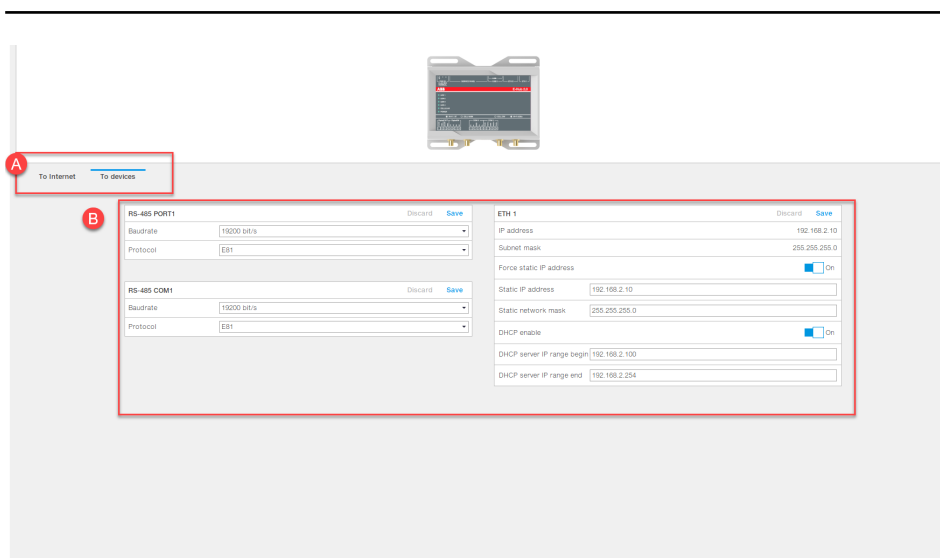 ABB
A
To Internet To devices
B
RS-485 PORT1 Discard Save
Baudrate 19200 bit/s
Protocol E81
RS-485 COM1 Discard Save
Baudrate 19200 bit/s
Protocol E81
ETH 1 Discard Save
IP address 192.168.2.10
Subnet mask 255.255.255.0
Force static IP address On
Static IP address 192.168.2.10
Static network mask 255.255.255.0
DHCP enable On
DHCP server IP range begin 192.168.2.100
DHCP server IP range end 192.168.2.254